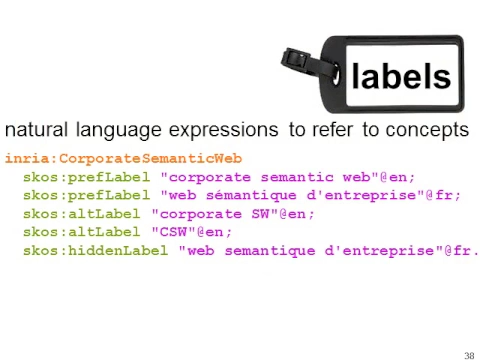 labels
natural language expressions to refer to concepts
inria:CorporateSemanticWeb
skos:prefLabel "corporate semantic web"@en;
skos:prefLabel "web sémantique d'entreprise"@fr;
skos:altLabel "corporate SW"@en;
skos:altLabel "CSW"@en;
skos:hiddenLabel "web semantique d'entreprise"@fr.
38